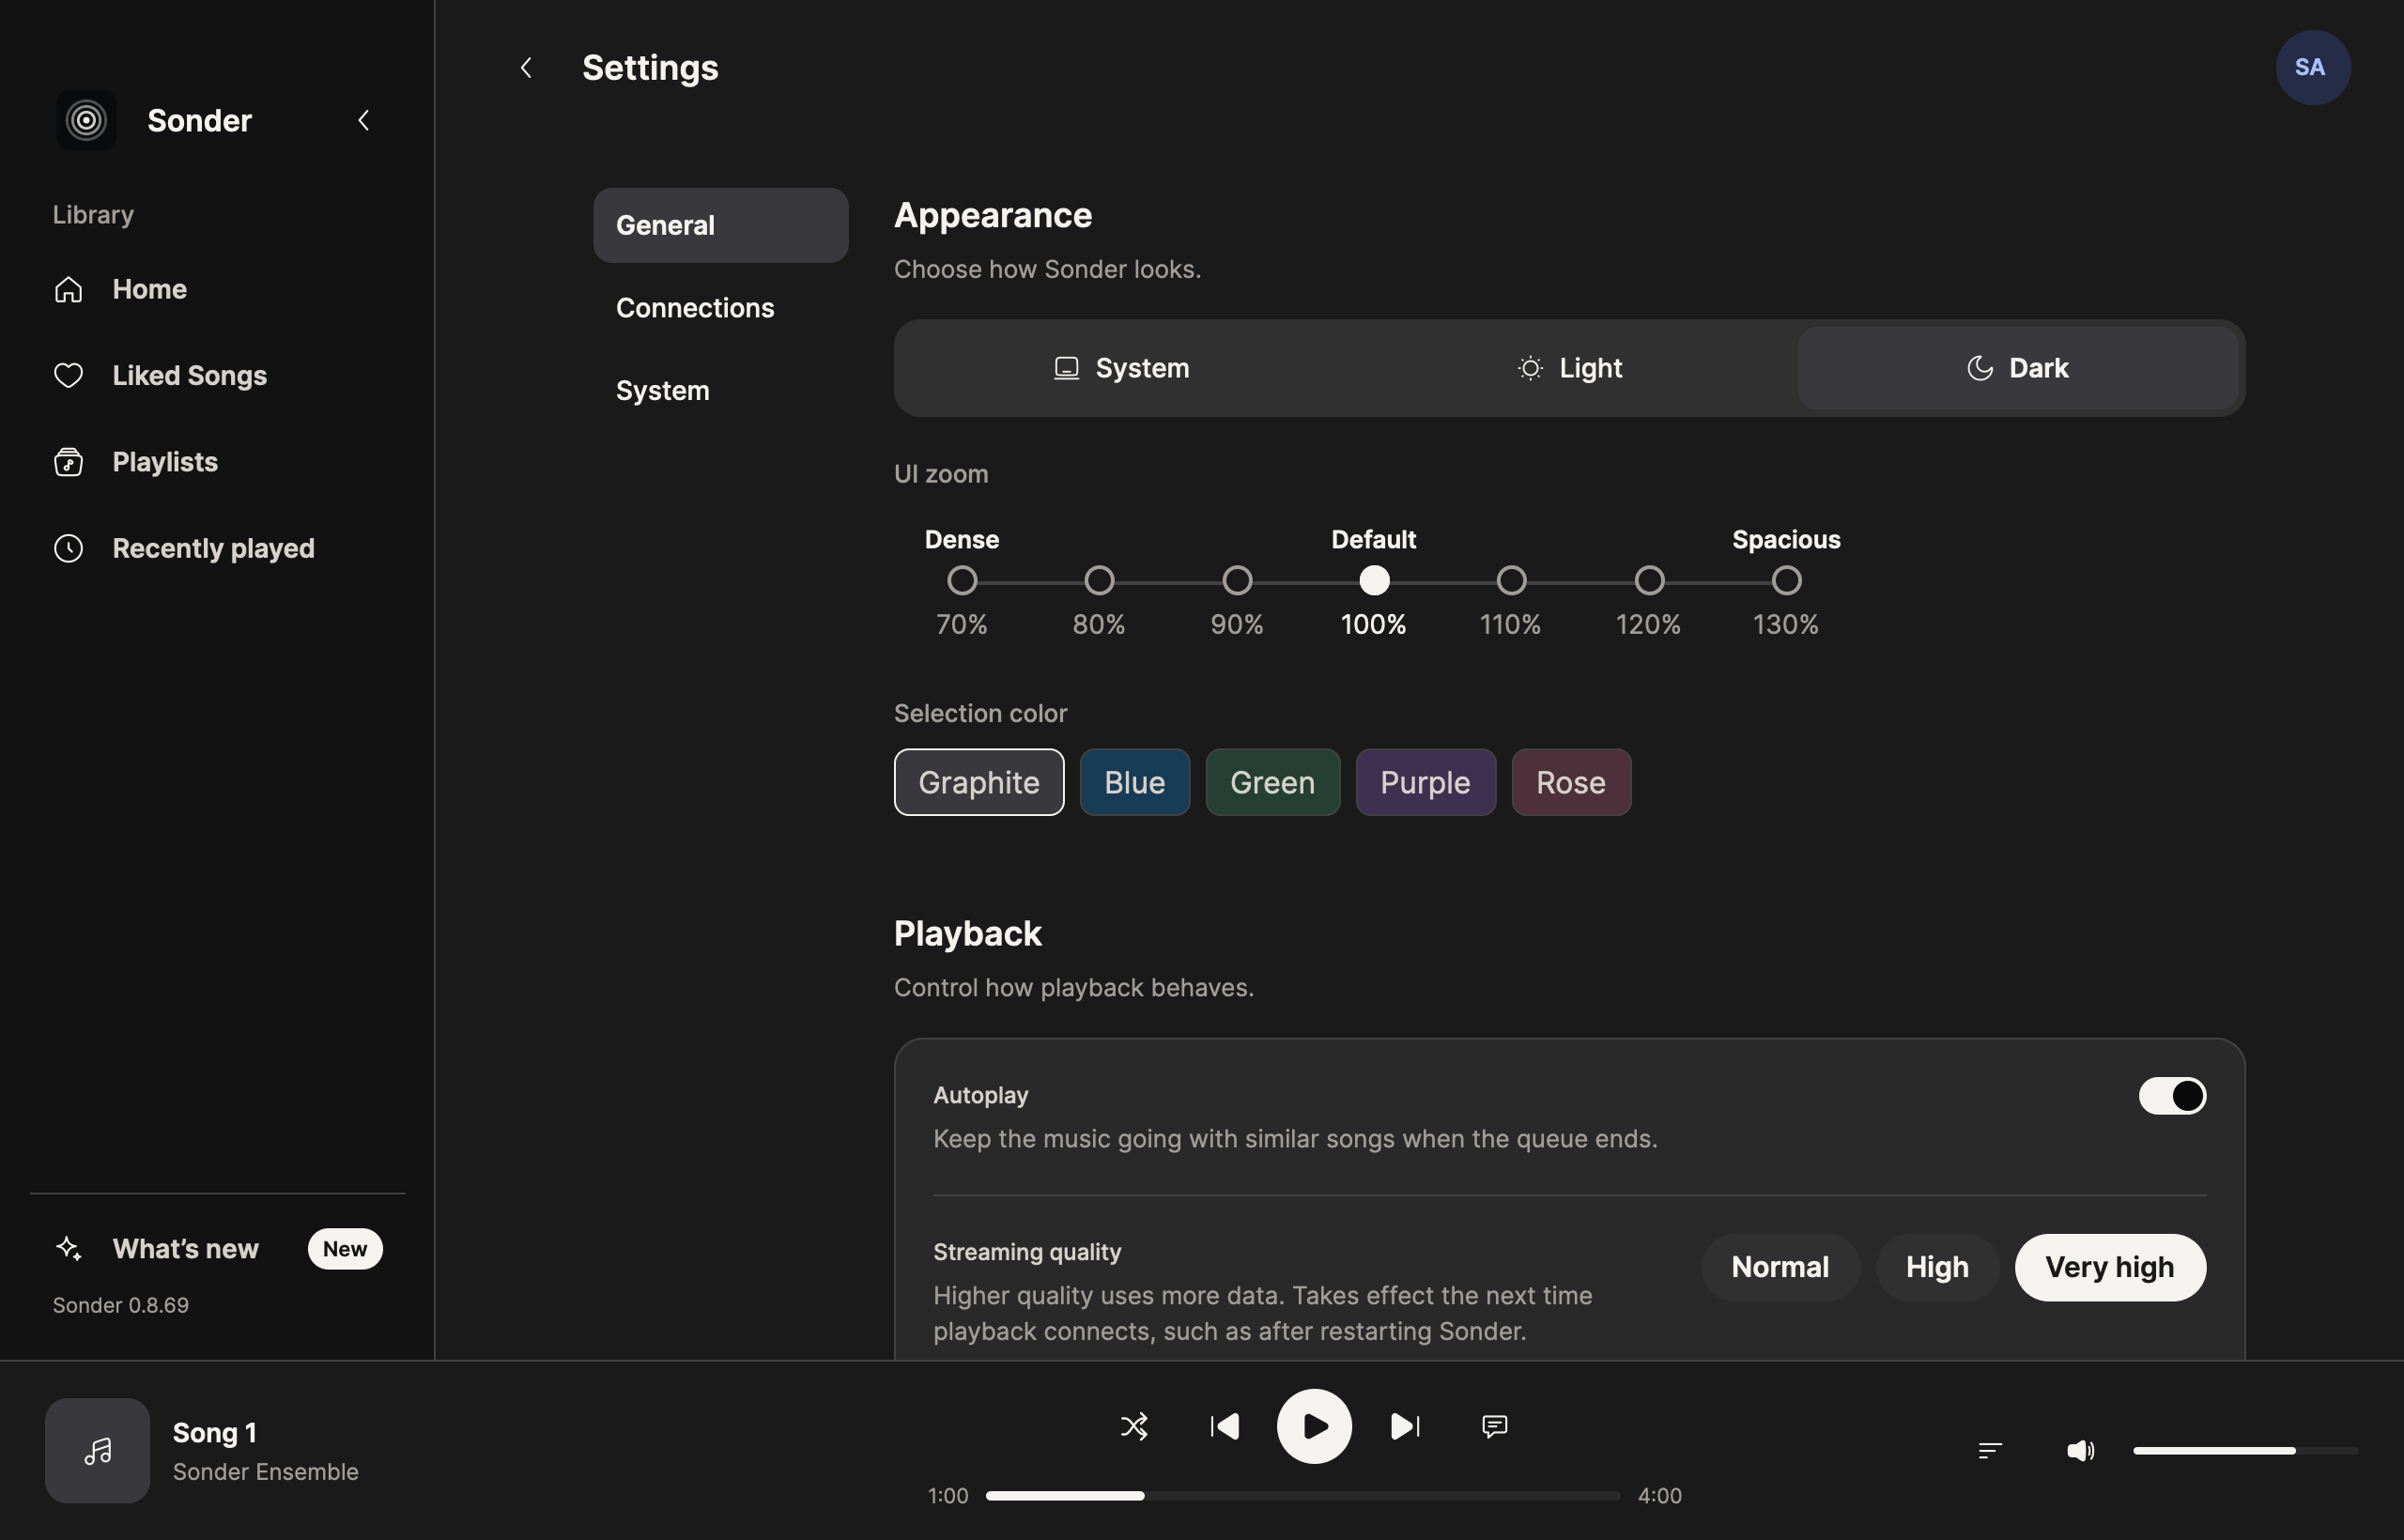 Sonder
Library
Home
Liked Songs
Playlists
Recently played
What’s new
New
Sonder 0.8.69
Settings
SA
General
Connections
System
Appearance
Choose how Sonder looks.
System
Light
Dark
UI zoom
Dense
Default
Spacious
70%
80%
90%
100%
110%
120%
130%
Selection color
Graphite
Blue
Green
Purple
Rose
Playback
Control how playback behaves.
Autoplay
Keep the music going with similar songs when the queue ends.
Streaming quality
Higher quality uses more data. Takes effect the next time
playback connects, such as after restarting Sonder.
Normal
High
Very high
Song 1
Sonder Ensemble
1:00
4:00